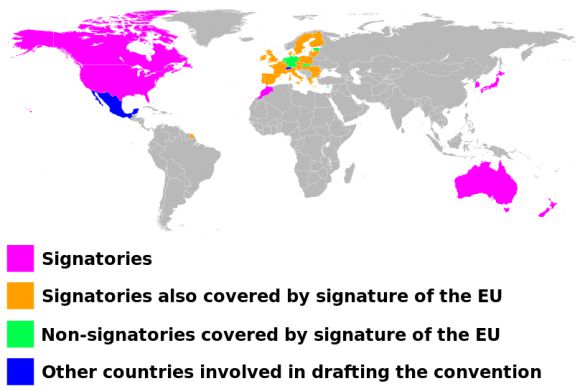 Signatories
Signatories also covered by signature of the EU
Non-signatories covered by signature of the EU
Other countries involved in drafting the convention